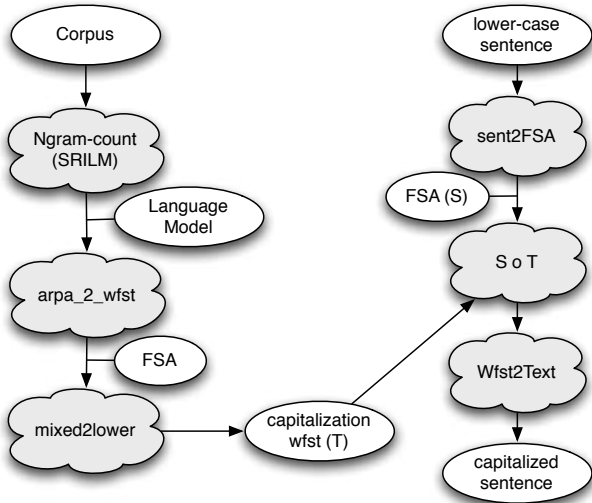 Corpus
Ngram-count
(SRILM)
Language
Model
arpa_2_wfst
FSA
mixed2lower
capitalization
wfst (T)
lower-case
sentence
sent2FSA
FSA (S)
S o T
Wfst2Text
capitalized
sentence